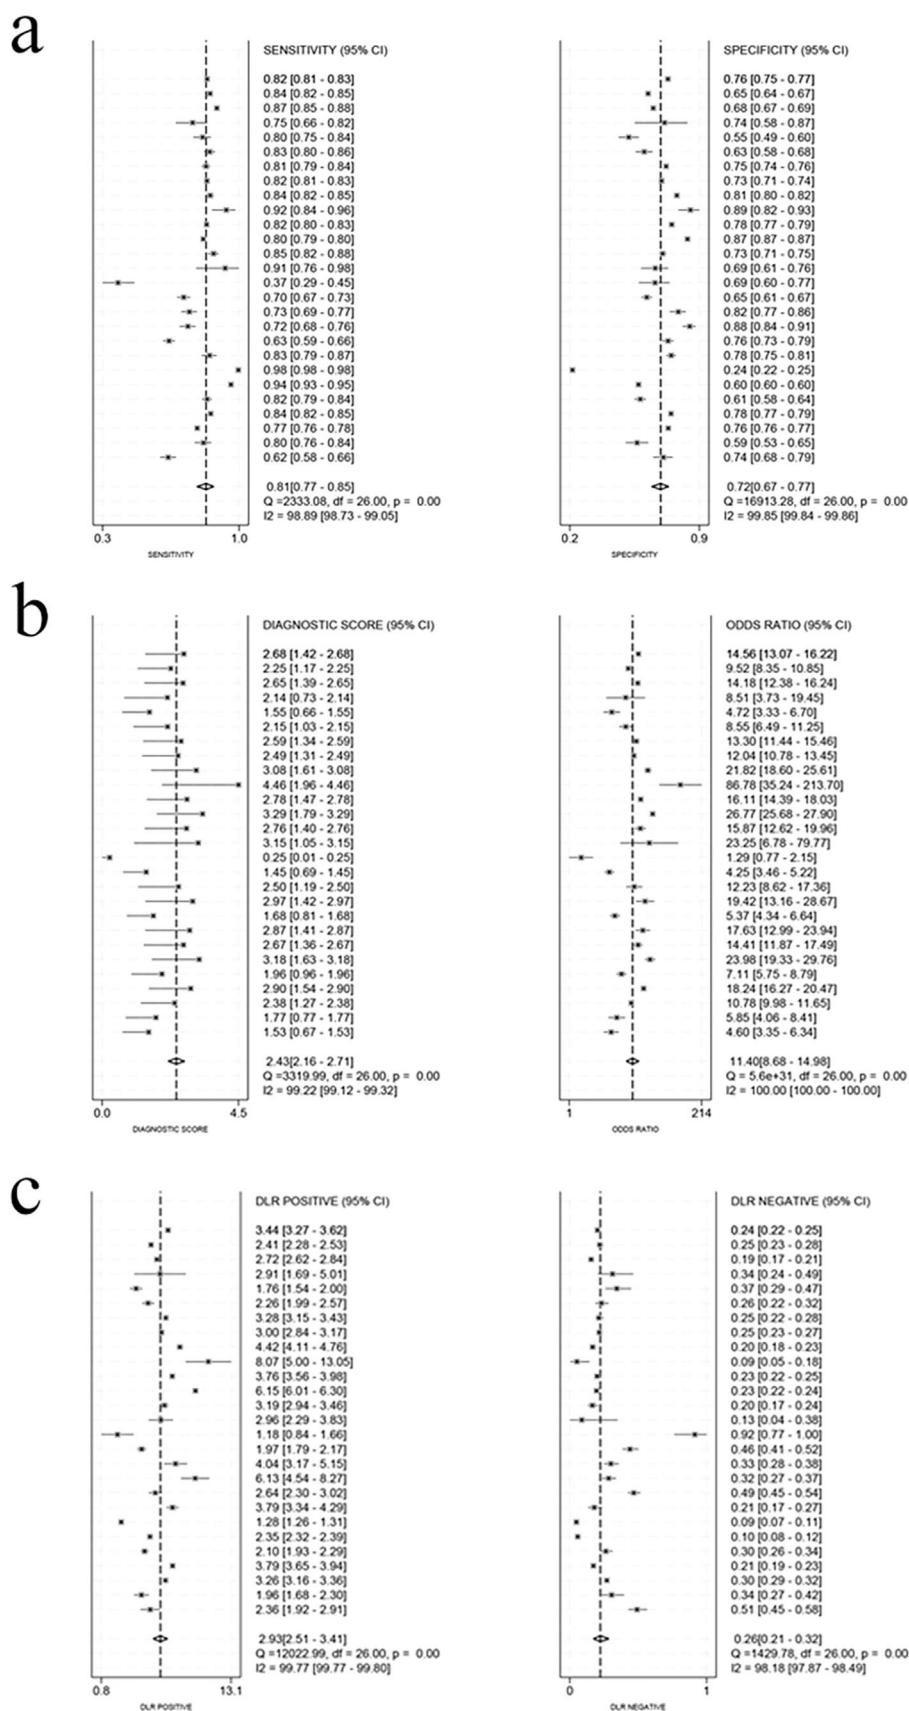 a
SENSITIVITY (95% CI)
0.82 [0.81 - 0.83]
0.84 [0.82 - 0.85]
0.87 [0.85 - 0.88]
0.75 [0.66 - 0.82]
0.80 [0.75 - 0.84]
0.83 [0.80 - 0.86]
0.81 [0.79 - 0.84]
0.82 [0.81 - 0.83]
0.84 [0.82 - 0.85]
0.92 [0.84 - 0.96]
0.82 [0.80 - 0.83]
0.80 [0.79 - 0.80]
0.85 [0.82 - 0.88]
0.91 [0.76 - 0.98]
0.37 [0.29 - 0.45]
0.70 [0.67 - 0.73]
0.73 [0.69 - 0.77]
0.72 [0.68 - 0.76]
0.63 [0.59 - 0.66]
0.83 [0.79 - 0.87]
0.98 [0.98 - 0.98]
0.94 [0.93 - 0.95]
0.82 [0.79 - 0.84]
0.84 [0.82 - 0.85]
0.77 [0.76 - 0.78]
0.80 [0.76 - 0.84]
0.62 [0.58 - 0.66]
0.81[0.77 - 0.85]
Q =2333.08, df = 26.00, p = 0.00
I2 = 98.89 [98.73 - 99.05]
0.3 1.0
SENSITIVITY
SPECIFICITY (95% CI)
0.76 [0.75 - 0.77]
0.65 [0.64 - 0.67]
0.68 [0.67 - 0.69]
0.74 [0.58 - 0.87]
0.55 [0.49 - 0.60]
0.63 [0.58 - 0.68]
0.75 [0.74 - 0.76]
0.73 [0.71 - 0.74]
0.81 [0.80 - 0.82]
0.89 [0.82 - 0.93]
0.78 [0.77 - 0.79]
0.87 [0.87 - 0.87]
0.73 [0.71 - 0.75]
0.69 [0.61 - 0.76]
0.69 [0.60 - 0.77]
0.65 [0.61 - 0.67]
0.82 [0.77 - 0.86]
0.88 [0.84 - 0.91]
0.76 [0.73 - 0.79]
0.78 [0.75 - 0.81]
0.24 [0.22 - 0.25]
0.60 [0.60 - 0.60]
0.61 [0.58 - 0.64]
0.78 [0.77 - 0.79]
0.76 [0.76 - 0.77]
0.59 [0.53 - 0.65]
0.74 [0.68 - 0.79]
0.72[0.67 - 0.77]
Q =16913.28, df = 26.00, p = 0.00
I2 = 99.85 [99.84 - 99.86]
0.2 0.9
SPECIFICITY
b
DIAGNOSTIC SCORE (95% CI)
2.68 [1.42 - 2.68]
2.25 [1.17 - 2.25]
2.65 [1.39 - 2.65]
2.14 [0.73 - 2.14]
1.55 [0.66 - 1.55]
2.15 [1.03 - 2.15]
2.59 [1.34 - 2.59]
2.49 [1.31 - 2.49]
3.08 [1.61 - 3.08]
4.46 [1.96 - 4.46]
2.78 [1.47 - 2.78]
3.29 [1.79 - 3.29]
2.76 [1.40 - 2.76]
3.15 [1.05 - 3.15]
0.25 [0.01 - 0.25]
1.45 [0.69 - 1.45]
2.50 [1.19 - 2.50]
2.97 [1.42 - 2.97]
1.68 [0.81 - 1.68]
2.87 [1.41 - 2.87]
2.67 [1.36 - 2.67]
3.18 [1.63 - 3.18]
1.96 [0.96 - 1.96]
2.90 [1.54 - 2.90]
2.38 [1.27 - 2.38]
1.77 [0.77 - 1.77]
1.53 [0.67 - 1.53]
2.43[2.16 - 2.71]
Q =3319.99, df = 26.00, p = 0.00
I2 = 99.22 [99.12 - 99.32]
0.0 4.5
DIAGNOSTIC SCORE
ODDS RATIO (95% CI)
14.56 [13.07 - 16.22]
9.52 [8.35 - 10.85]
14.18 [12.38 - 16.24]
8.51 [3.73 - 19.45]
4.72 [3.33 - 6.70]
8.55 [6.49 - 11.25]
13.30 [11.44 - 15.46]
12.04 [10.78 - 13.45]
21.82 [18.60 - 25.61]
86.78 [35.24 - 213.70]
16.11 [14.39 - 18.03]
26.77 [25.68 - 27.90]
15.87 [12.62 - 19.96]
23.25 [6.78 - 79.77]
1.29 [0.77 - 2.15]
4.25 [3.46 - 5.22]
12.23 [8.62 - 17.36]
19.42 [13.16 - 28.67]
5.37 [4.34 - 6.64]
17.63 [12.99 - 23.94]
14.41 [11.87 - 17.49]
23.98 [19.33 - 29.76]
7.11 [5.75 - 8.79]
18.24 [16.27 - 20.47]
10.78 [9.98 - 11.65]
5.85 [4.06 - 8.41]
4.60 [3.35 - 6.34]
11.40[8.68 - 14.98]
Q = 5.6e+31, df = 26.00, p = 0.00
I2 = 100.00 [100.00 - 100.00]
1 214
ODDS RATIO
c
DLR POSITIVE (95% CI)
3.44 [3.27 - 3.62]
2.41 [2.28 - 2.53]
2.72 [2.62 - 2.84]
2.91 [1.69 - 5.01]
1.76 [1.54 - 2.00]
2.26 [1.99 - 2.57]
3.28 [3.15 - 3.43]
3.00 [2.84 - 3.17]
4.42 [4.11 - 4.76]
8.07 [5.00 - 13.05]
3.76 [3.56 - 3.98]
6.15 [6.01 - 6.30]
3.19 [2.94 - 3.46]
2.96 [2.29 - 3.83]
1.18 [0.84 - 1.66]
1.97 [1.79 - 2.17]
4.04 [3.17 - 5.15]
6.13 [4.54 - 8.27]
2.64 [2.30 - 3.02]
3.79 [3.34 - 4.29]
1.28 [1.26 - 1.31]
2.35 [2.32 - 2.39]
2.10 [1.93 - 2.29]
3.79 [3.65 - 3.94]
3.26 [3.16 - 3.36]
1.96 [1.68 - 2.30]
2.36 [1.92 - 2.91]
2.93[2.51 - 3.41]
Q =12022.99, df = 26.00, p = 0.00
I2 = 99.77 [99.77 - 99.80]
0.8 13.1
DLR POSITIVE
DLR NEGATIVE (95% CI)
0.24 [0.22 - 0.25]
0.25 [0.23 - 0.28]
0.19 [0.17 - 0.21]
0.34 [0.24 - 0.49]
0.37 [0.29 - 0.47]
0.26 [0.22 - 0.32]
0.25 [0.22 - 0.28]
0.25 [0.23 - 0.27]
0.20 [0.18 - 0.23]
0.09 [0.05 - 0.18]
0.23 [0.22 - 0.25]
0.23 [0.22 - 0.24]
0.20 [0.17 - 0.24]
0.13 [0.04 - 0.38]
0.92 [0.77 - 1.00]
0.46 [0.41 - 0.52]
0.33 [0.28 - 0.38]
0.32 [0.27 - 0.37]
0.49 [0.45 - 0.54]
0.21 [0.17 - 0.27]
0.09 [0.07 - 0.11]
0.10 [0.08 - 0.12]
0.30 [0.26 - 0.34]
0.21 [0.19 - 0.23]
0.30 [0.29 - 0.32]
0.34 [0.27 - 0.42]
0.51 [0.45 - 0.58]
0.26[0.21 - 0.32]
Q =1429.78, df = 26.00, p = 0.00
I2 = 98.18 [97.87 - 98.49]
0 1
DLR NEGATIVE